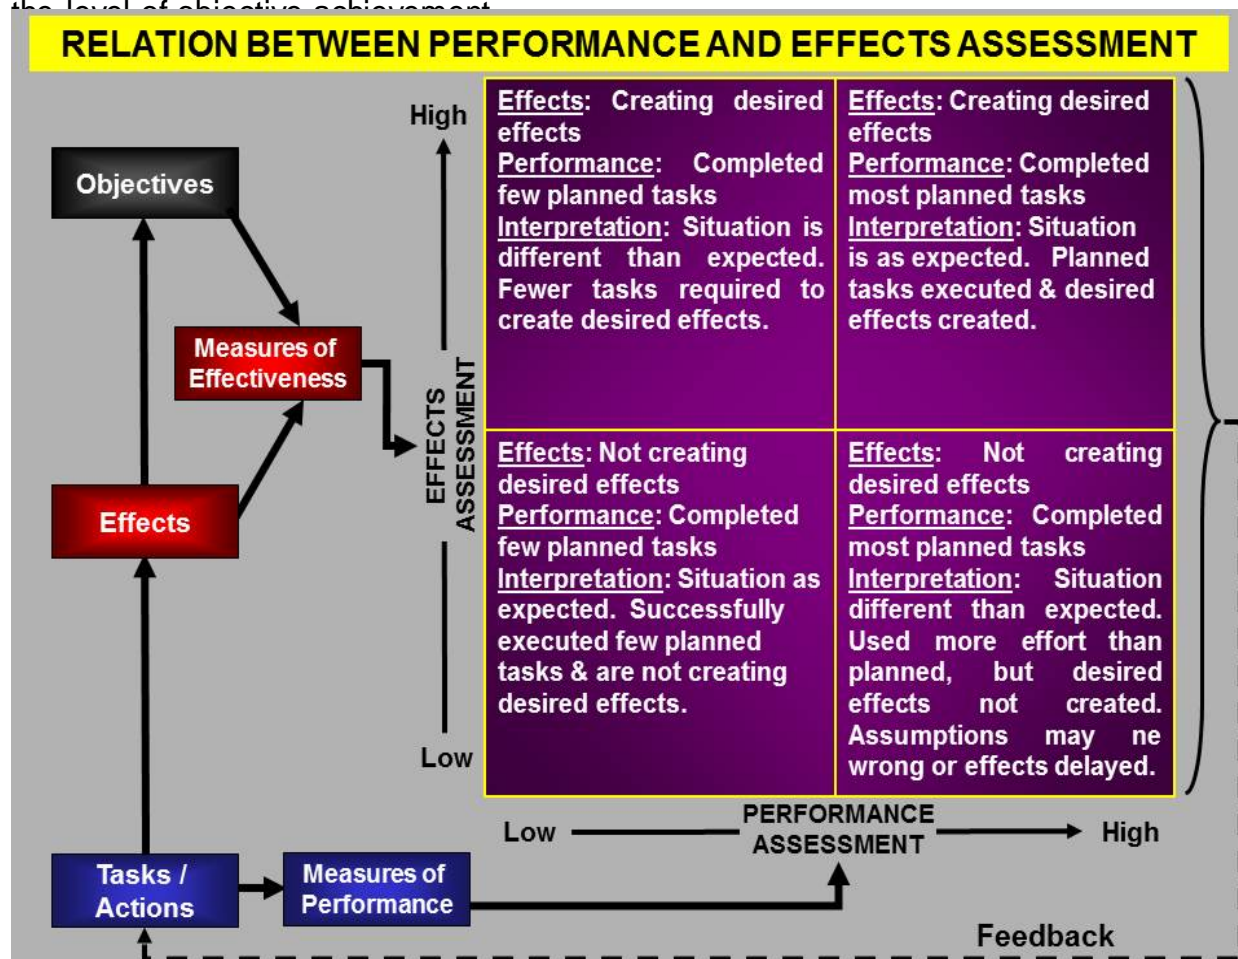 the level of objective achievement
RELATION BETWEEN PERFORMANCE AND EFFECTS ASSESSMENT
Objectives
Measures of
Effectiveness
Effects
Tasks /
Actions
Measures of
Performance
High
EFFECTS
ASSESSMENT
Low
Effects: Creating desired
effects
Performance: Completed
few planned tasks
Interpretation: Situation is
different than expected.
Fewer tasks required to
create desired effects.
Effects: Creating desired
effects
Performance: Completed
most planned tasks
Interpretation: Situation
is as expected. Planned
tasks executed & desired
effects created.
Effects: Not creating
desired effects
Performance: Completed
few planned tasks
Interpretation: Situation as
expected. Successfully
executed few planned
tasks & are not creating
desired effects.
Effects: Not creating
desired effects
Performance: Completed
most planned tasks
Interpretation: Situation
different than expected.
Used more effort than
planned, but desired
effects not created.
Assumptions may ne
wrong or effects delayed.
Low
PERFORMANCE
ASSESSMENT
High
Feedback